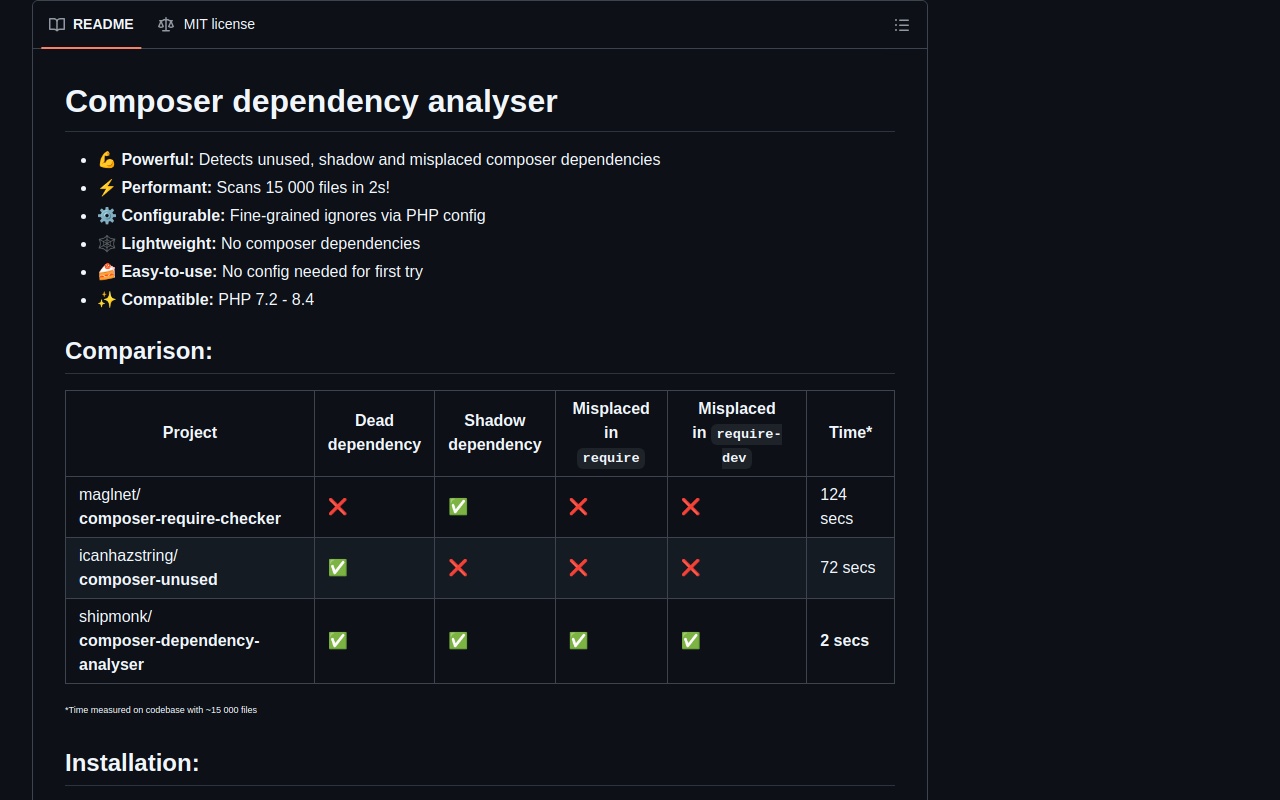 README
MIT license
Composer dependency analyser
💪 Powerful: Detects unused, shadow and misplaced composer dependencies
⚡ Performant: Scans 15 000 files in 2s!
⚙️ Configurable: Fine-grained ignores via PHP config
🕸️ Lightweight: No composer dependencies
🍰 Easy-to-use: No config needed for first try
✨ Compatible: PHP 7.2 - 8.4
Comparison:
Project
Dead
dependency
Shadow
dependency
Misplaced
in
require
Misplaced
in require-
dev
Time*
maglnet/
composer-require-checker
❌ ✅ ❌ ❌
124
secs
icanhazstring/
composer-unused
✅ ❌ ❌ ❌
72 secs
shipmonk/
composer-dependency-
analyser
✅ ✅ ✅ ✅
2 secs
*Time measured on codebase with ~15 000 files
Installation: